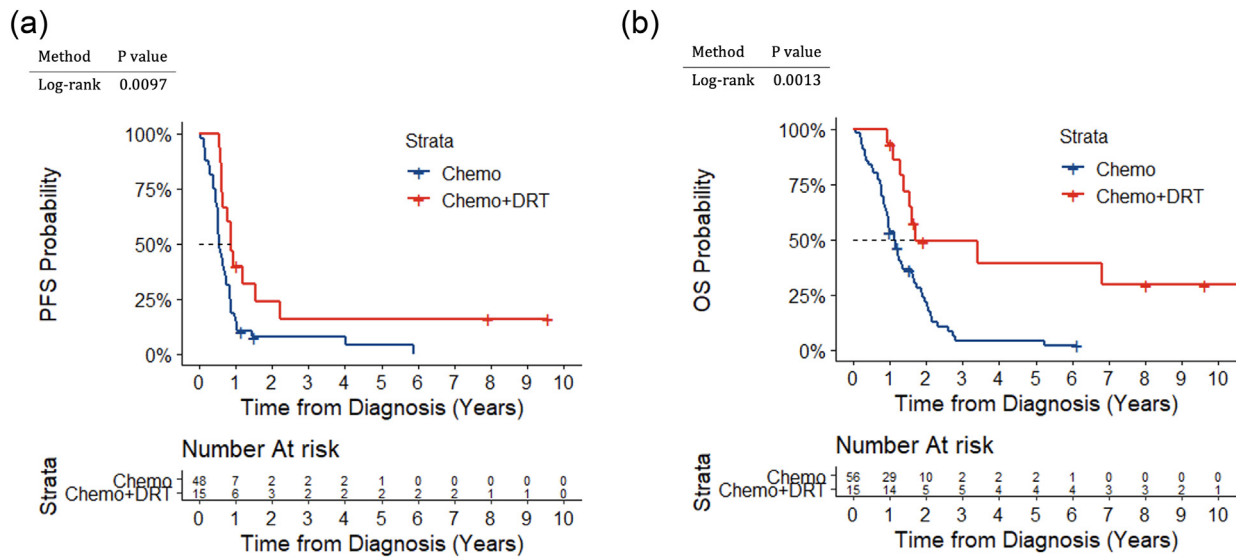 (a)
Method P value
Log-rank 0.0097
PFS Probability
100%
75%
50%
25%
0%
Strata
Chemo
Chemo+DRT
0 1 2 3 4 5 6 7 8 9 10
Time from Diagnosis (Years)
Number At risk
Strata
Chemo 48 7 2 2 2 1 0 0 0 0 0
Chemo+DRT 15 6 3 2 2 2 2 2 1 1 0
0 1 2 3 4 5 6 7 8 9 10
Time from Diagnosis (Years)
(b)
Method P value
Log-rank 0.0013
OS Probability
100%
75%
50%
25%
0%
Strata
Chemo
Chemo+DRT
0 1 2 3 4 5 6 7 8 9 10
Time from Diagnosis (Years)
Number At risk
Strata
Chemo 56 29 10 2 2 2 1 0 0 0 0
Chemo+DRT 15 14 5 5 4 4 4 3 3 2 1
0 1 2 3 4 5 6 7 8 9 10
Time from Diagnosis (Years)